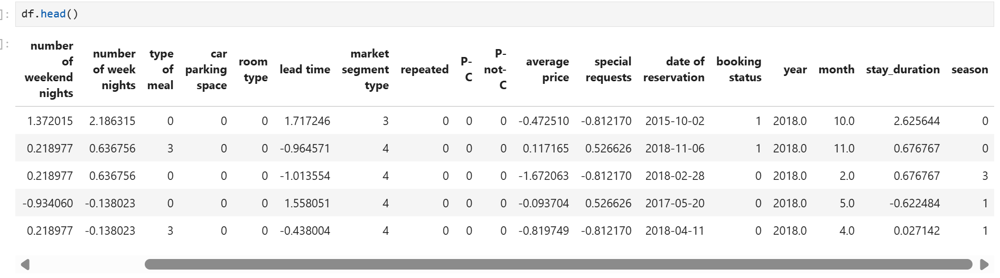 ]:
df.head()
]:
number of weekend nights number of week nights type of meal car parking space room type lead time market segment type repeated P-C P-not-C average price special requests date of reservation booking status year month stay_duration season
1.372015 2.186315 0 0 0 1.717246 3 0 0 0 -0.472510 -0.812170 2015-10-02 1 2018.0 10.0 2.625644 0
0.218977 0.636756 3 0 0 -0.964571 4 0 0 0 0.117165 0.526626 2018-11-06 1 2018.0 11.0 0.676767 0
0.218977 0.636756 0 0 0 -1.013554 4 0 0 0 -1.672063 -0.812170 2018-02-28 0 2018.0 2.0 0.676767 3
-0.934060 -0.138023 0 0 0 1.558051 4 0 0 0 -0.093704 0.526626 2017-05-20 0 2018.0 5.0 -0.622484 1
0.218977 -0.138023 3 0 0 -0.438004 4 0 0 0 -0.819749 -0.812170 2018-04-11 0 2018.0 4.0 0.027142 1